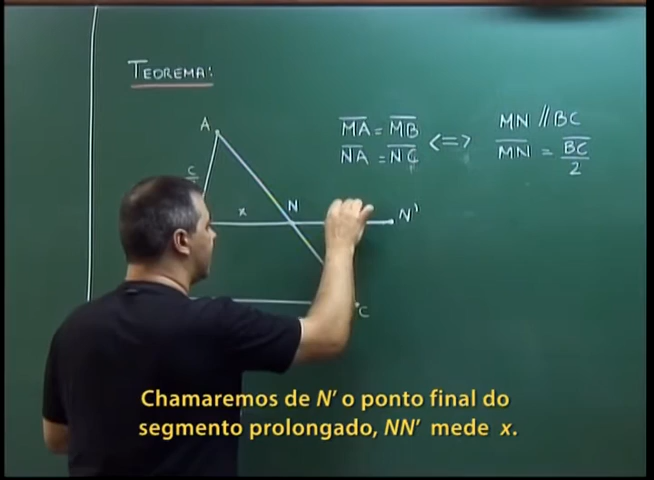 TEOREMA:
A
MA = MB <=> MN // BC
NA = NC MN = BC/2
c
x N N'
C
Chamaremos de N' o ponto final do
segmento prolongado, NN' mede x.